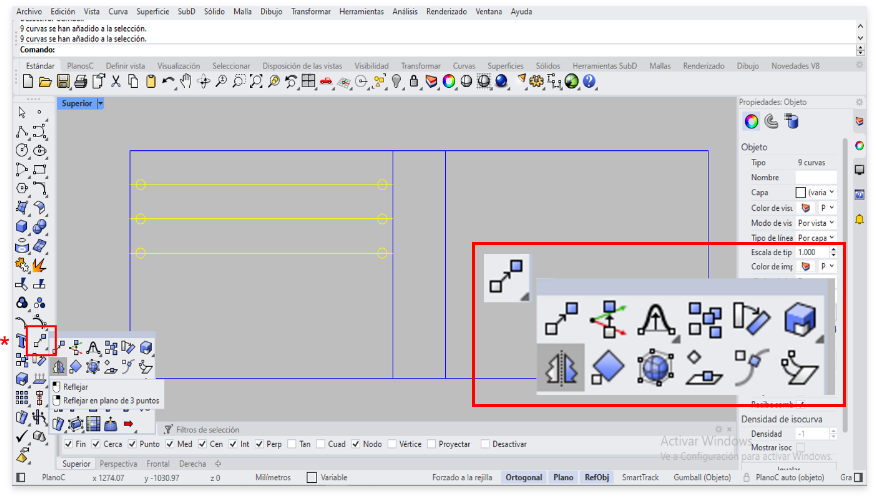 Archivo Edición Vista Curva Superficie SubD Sólido Malla Dibujo Transformar Herramientas Análisis Renderizado Ventana Ayuda
9 curvas se han añadido a la selección.
9 curvas se han añadido a la selección.
Comando:
Estándar PlanosC Definir vista Visualización Seleccionar Disposición de las vistas Visibilidad Transformar Curvas Superficies Sólidos Herramientas SubD Mallas Renderizado Dibujo Novedades V8
Superior
Propiedades: Objeto
Objeto
Tipo 9 curvas
Nombre
Capa (varia
Color de visu P
Modo de vis Por vista
Tipo de línea Por capa
Escala de tip 1.000
Color de imp P
*
Reflejar
Reflejar en plano de 3 puntos
Densidad de isocurva
Densidad -1
Mostrar isoc
Filtros de selección
Fin Cerca Punto Med Cen Int Perp Tan Cuad Nodo Vértice Proyectar Desactivar
Activar Windows
Ve a Configuración para activar Windows.
Superior Perspectiva Frontal Derecha
PlanoC x 1274.07 y -1030.97 z 0 Milímetros Variable Forzado a la rejilla Ortogonal Plano RefObj SmartTrack Gumball (Objeto) PlanoC auto (objeto) Gra